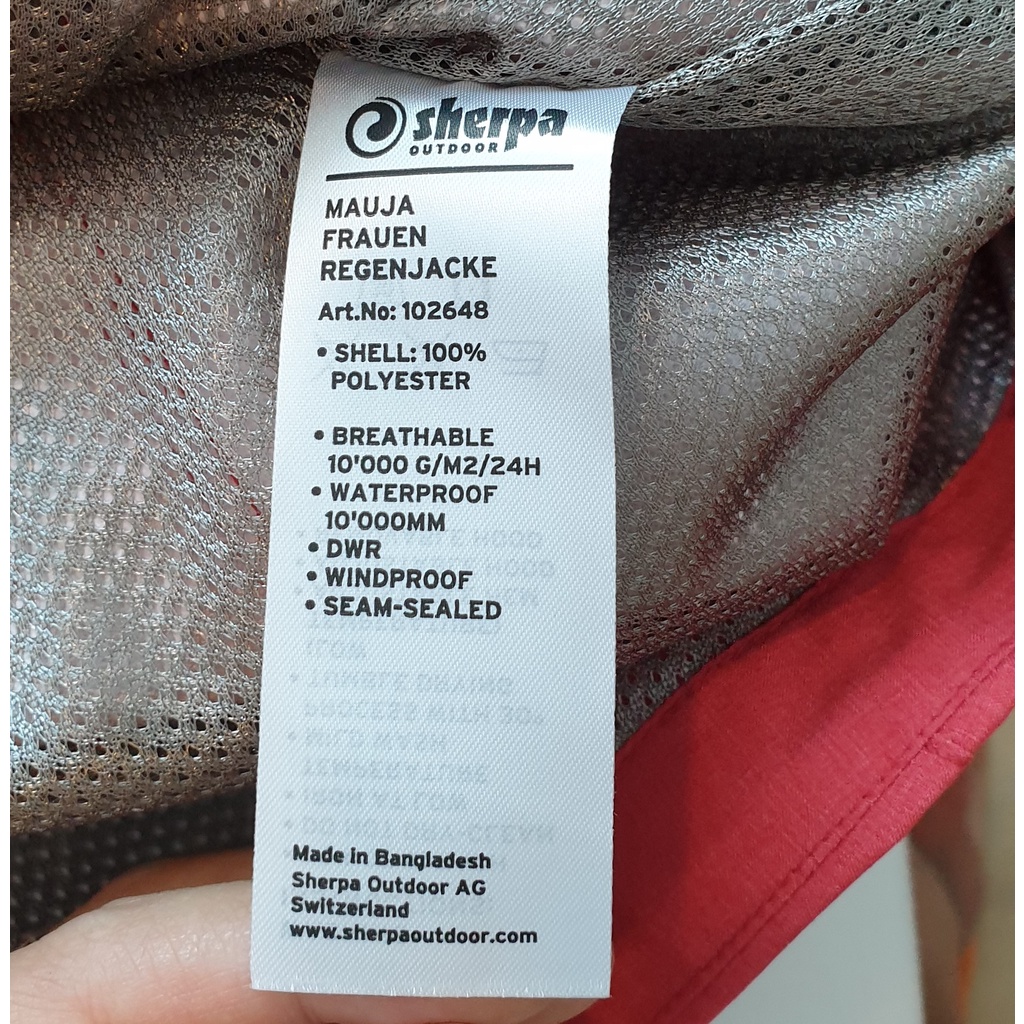 sherpa
OUTDOOR
MAUJA
FRAUEN
REGENJACKE
Art.No: 102648
• SHELL: 100%
POLYESTER
• BREATHABLE
10'000 G/M2/24H
• WATERPROOF
10'000MM
• DWR
• WINDPROOF
• SEAM-SEALED
Made in Bangladesh
Sherpa Outdoor AG
Switzerland
www.sherpaoutdoor.com